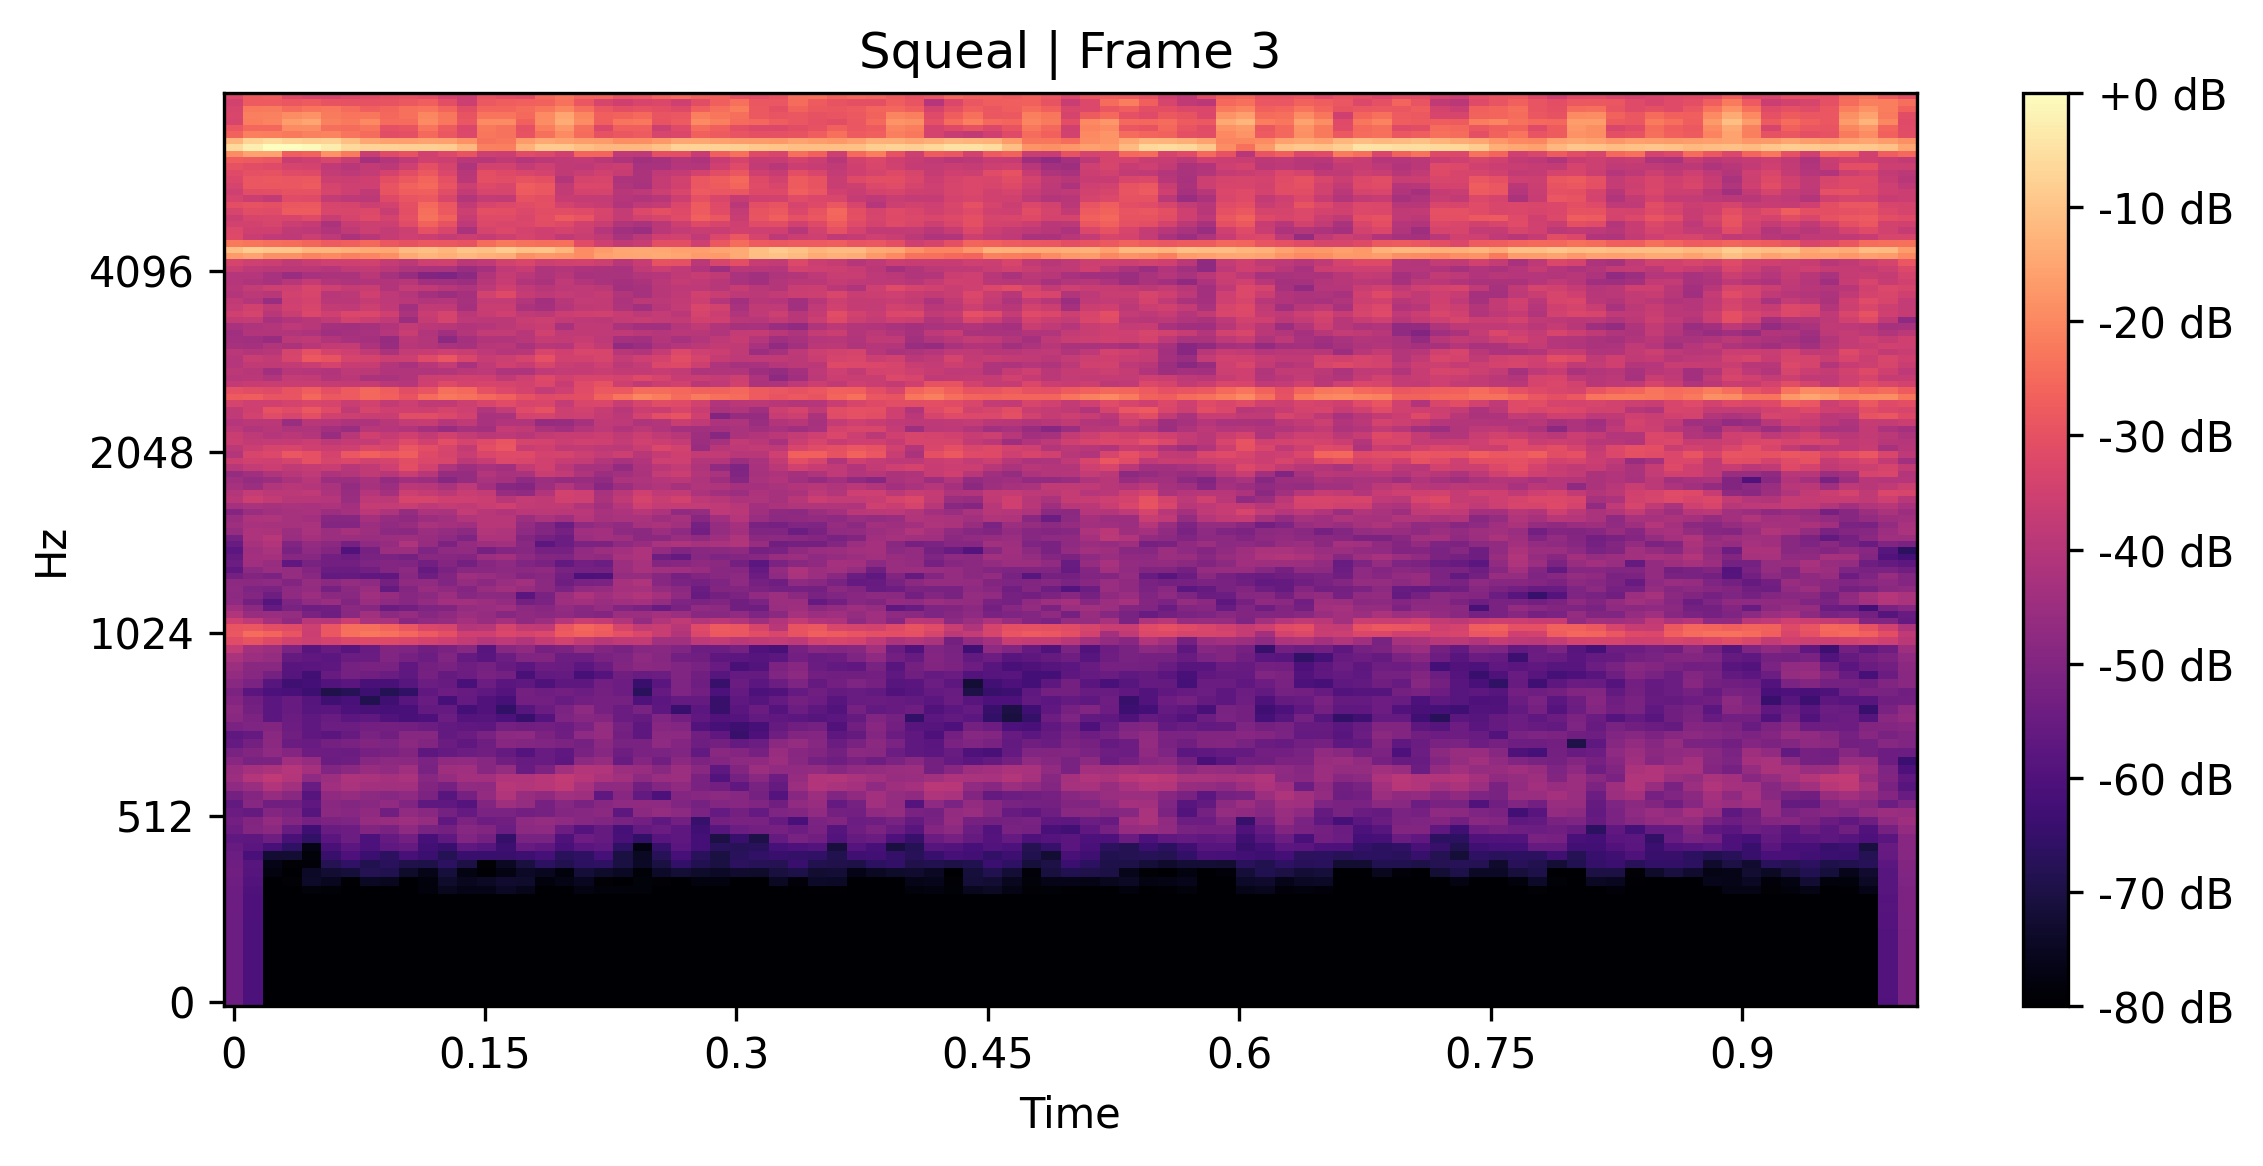 Squeal | Frame 3
+0 dB
-10 dB
4096
-20 dB
-30 dB
2048
-40 dB
Hz
1024
-50 dB
-60 dB
512
-70 dB
0
-80 dB
0 0.15 0.3 0.45 0.6 0.75 0.9
Time